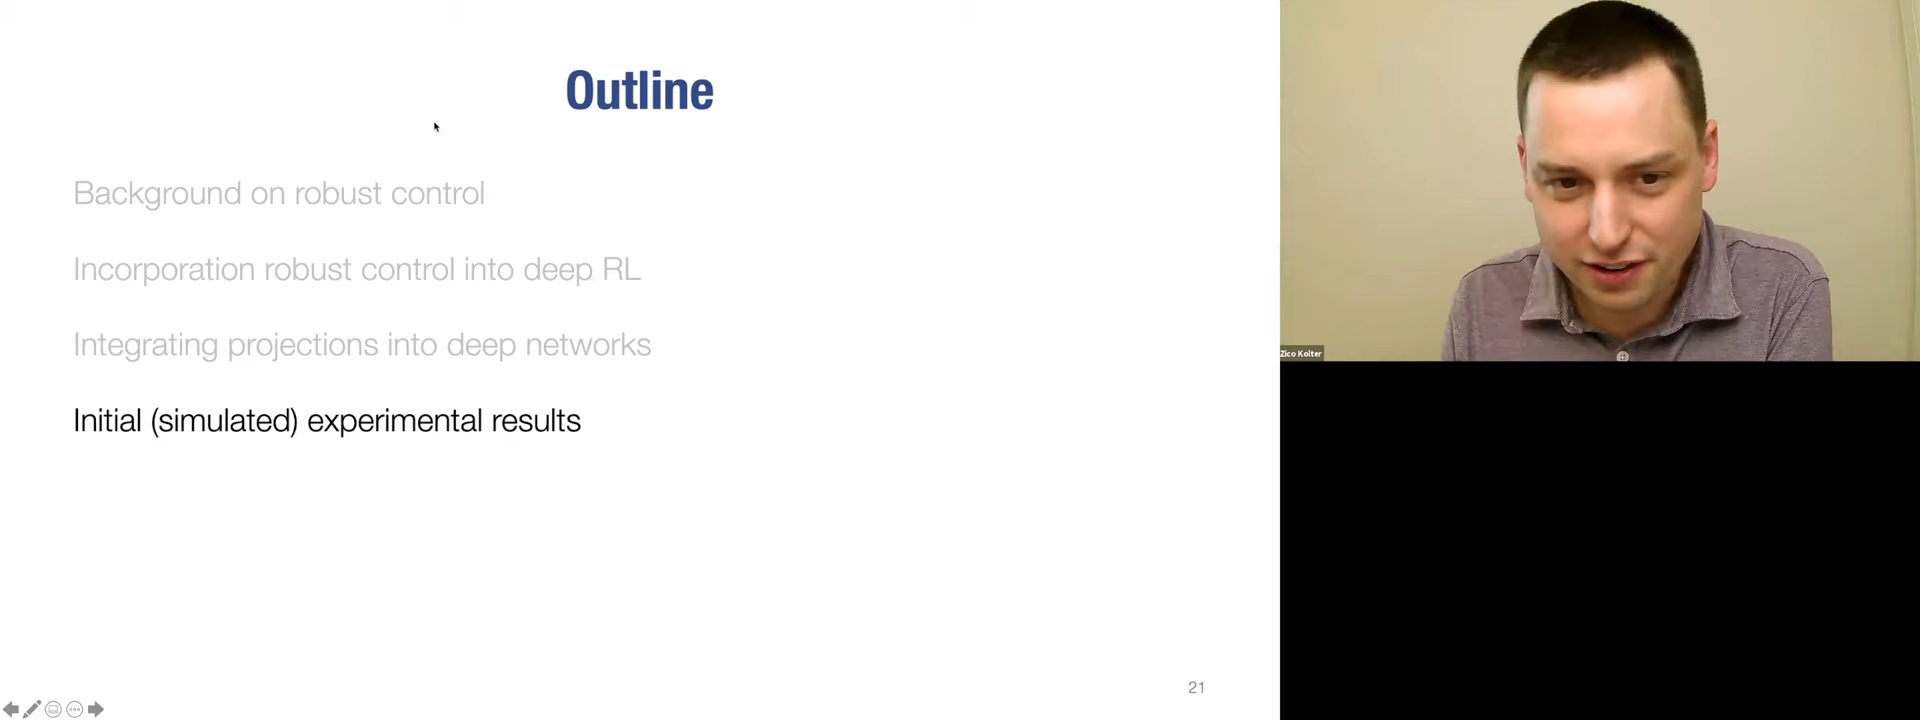 Outline
Background on robust control
Incorporation robust control into deep RL
Integrating projections into deep networks
Initial (simulated) experimental results
21
Zico Kolter